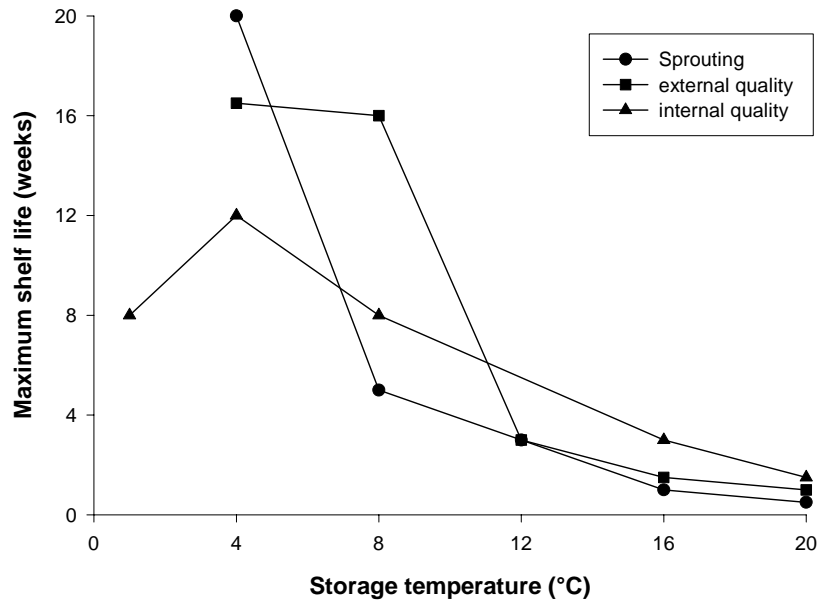 20
16
12
8
4
0
Maximum shelf life (weeks)
Sprouting
external quality
internal quality
0 4 8 12 16 20
Storage temperature (°C)